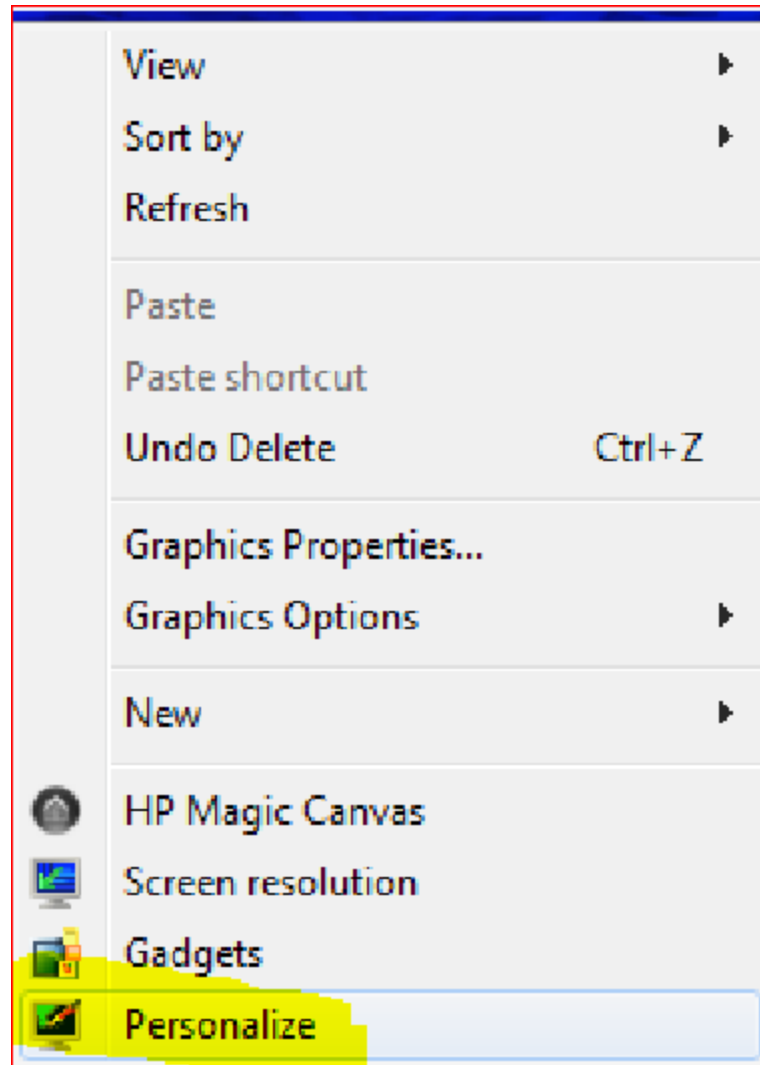 View
Sort by
Refresh
Paste
Paste shortcut
Undo Delete Ctrl+Z
Graphics Properties...
Graphics Options
New
HP Magic Canvas
Screen resolution
Gadgets
Personalize